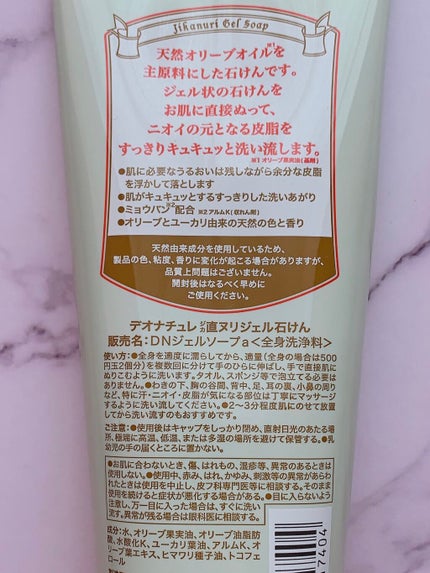 Jikanuri Gel Soap
天然オリーブオイル※1を
主原料にした石けんです。
ジェル状の石けんを
お肌に直接ぬって、
ニオイの元となる皮脂を
すっきりキュキュッと洗い流します。
※1 オリーブ果実油(基剤)
●肌に必要なうるおいは残しながら余分な皮脂
を浮かして落とします
●肌がキュキュッとするすっきりした洗いあがり
●ミョウバン※2配合 ※2 アルムK(収れん剤)
●オリーブとユーカリ由来の天然の色と香り
天然由来成分を使用しているため、
製品の色、粘度、香りに変化が起こる場合がありますが、
品質上問題はございません。
開封後はなるべく早めに
ご使用ください。
デオナチュレ 直ヌリジェル石けん
販売名:DNジェルソープa<全身洗浄料>
使い方:●全身を適度に濡らしてから、適量(全身の場合は500
円玉2個分)を複数回に分けて手のひらに伸ばし、手で直接肌に
ぬりこむように洗います。タオル、スポンジ等で泡立てる必要はあ
りません。●わきの下、胸の谷間、背中、足、耳の裏、小鼻の周り
など、特に汗・ニオイ・皮脂が気になる部位は丁寧にマッサージ
するように洗い流してください。●2〜3分程度肌にのせて放置
してから洗い流すのもおすすめです。
ご注意:●使用後はキャップをしっかり閉め、直射日光のあたる場
所、極端に高温、低温、または多湿の場所を避けて保管する。●乳
幼児の手の届くところに置かない。
●お肌に合わないとき、傷、はれもの、湿疹等、異常のあるときは
使用しない。●使用中、赤み、はれ、かゆみ、刺激等の異常があらわ
れたときは使用を中止し、皮フ科専門医等に相談する。そのまま
使用を続けると症状が悪化する場合がある。●目に入らないよう
注意し、万一目に入った場合は、すぐに洗い
流す。異常が残る場合は眼科医に相談する。
成分:水、オリーブ果実油、オリーブ油脂肪
酸、水酸化K、ユーカリ葉油、アルムK、オ
リーブ葉エキス、ヒマワリ種子油、トコフェ
ロール